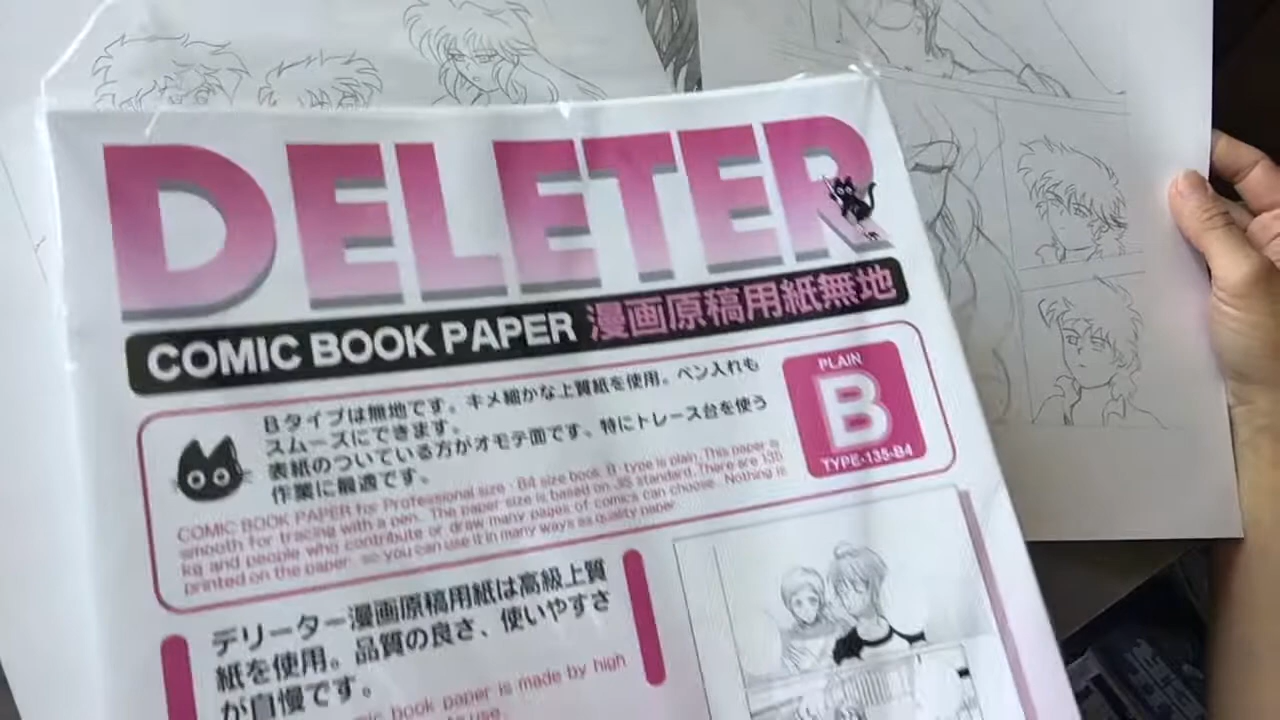 DELETER
COMIC BOOK PAPER 漫画原稿用紙無地
Bタイプは無地です。キメ細かな上質紙を使用。ペン入れも
スムーズにできます。
表紙のついている方がオモテ面です、特にトレース台を使う
作業に最適です。
COMIC BOOK PAPER for Professional size · B4 size book. B-type is plain. This paper is
smooth for tracing with a pen. The paper size is based on JIS standard. There are 135
kg and people who contribute or draw many pages of comics can choose. Nothing is
printed on the paper, so you can use it in many ways as quality paper.
PLAIN
B
TYPE-135-B4
デリーター漫画原稿用紙は高級上質
紙を使用。品質の良さ、使いやすさ
が自慢です。
book paper is made by high
to use.